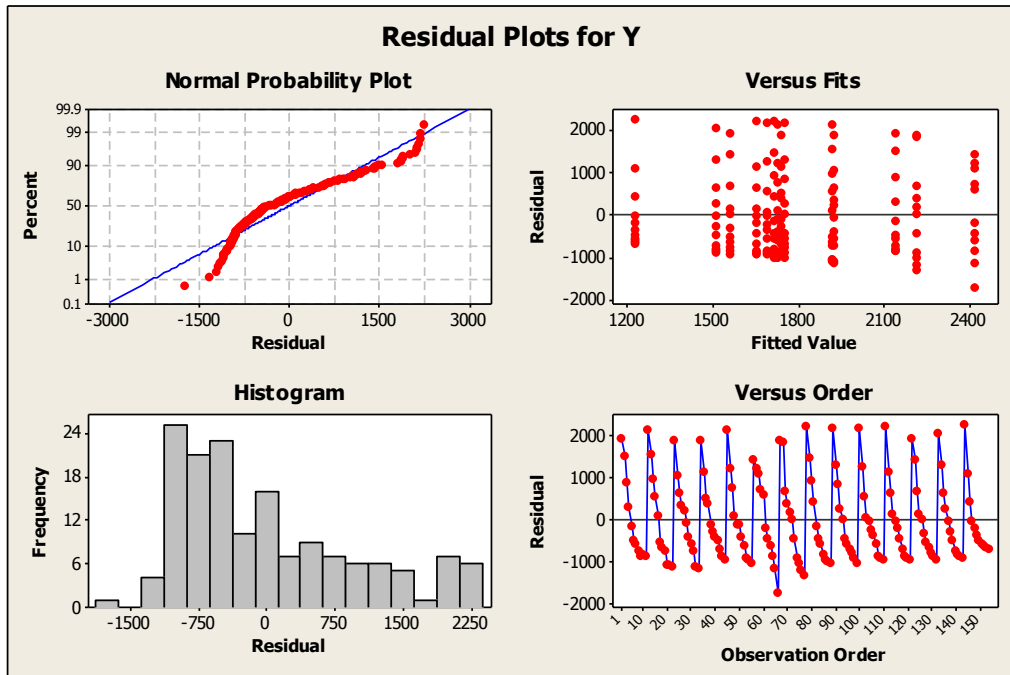 Residual Plots for Y
Normal Probability Plot
99.9
99
90
50
10
1
0.1
Percent
-3000 -1500 0 1500 3000
Residual
Versus Fits
2000
1000
0
-1000
-2000
Residual
1200 1500 1800 2100 2400
Fitted Value
Histogram
24
18
12
6
0
Frequency
-1500 -750 0 750 1500 2250
Residual
Versus Order
2000
1000
0
-1000
-2000
Residual
1 10 20 30 40 50 60 70 80 90 100 110 120 130 140 150
Observation Order